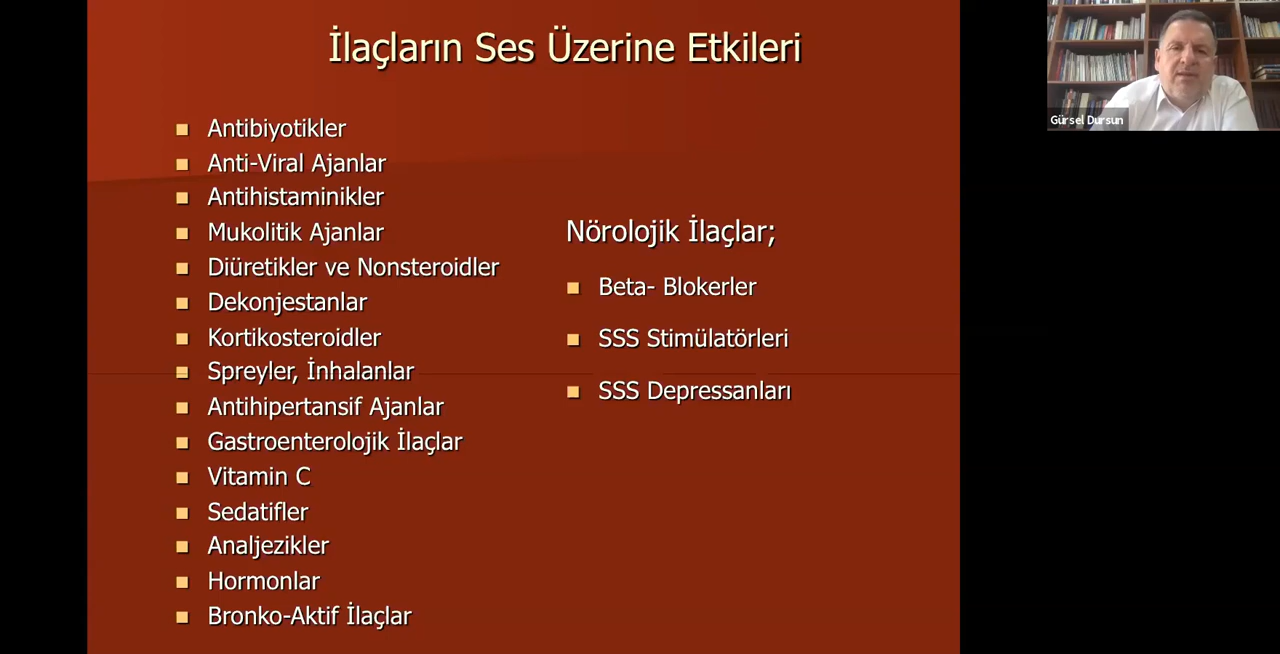 İlaçların Ses Üzerine Etkileri
Antibiyotikler
Anti-Viral Ajanlar
Antihistaminikler
Mukolitik Ajanlar
Diüretikler ve Nonsteroidler
Dekonjestanlar
Kortikosteroidler
Spreyler, İnhalanlar
Antihipertansif Ajanlar
Gastroenterolojik İlaçlar
Vitamin C
Sedatifler
Analjezikler
Hormonlar
Bronko-Aktif İlaçlar
Nörolojik İlaçlar;
Beta- Blokerler
SSS Stimülatörleri
SSS Depressanları
Gürsel Dursun